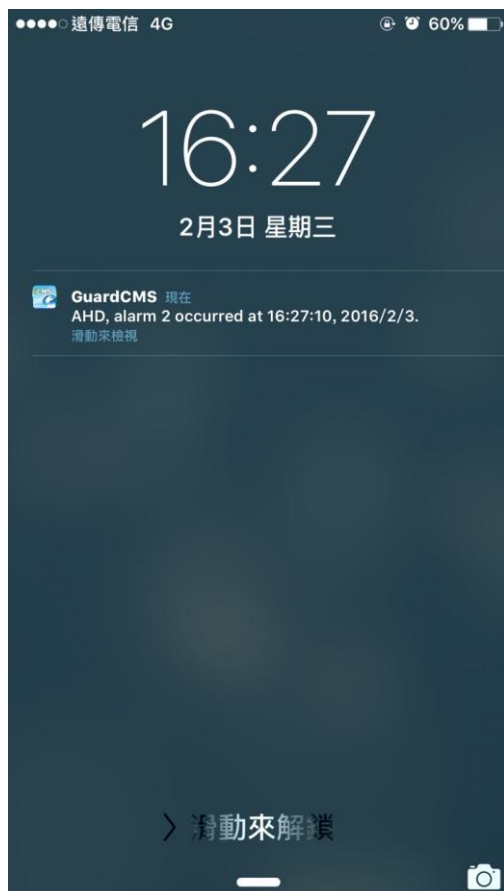 遠傳電信 4G 60%
16:27
2月3日 星期三
GuardCMS 現在
AHD, alarm 2 occurred at 16:27:10, 2016/2/3.
滑動來檢視
滑動來解鎖